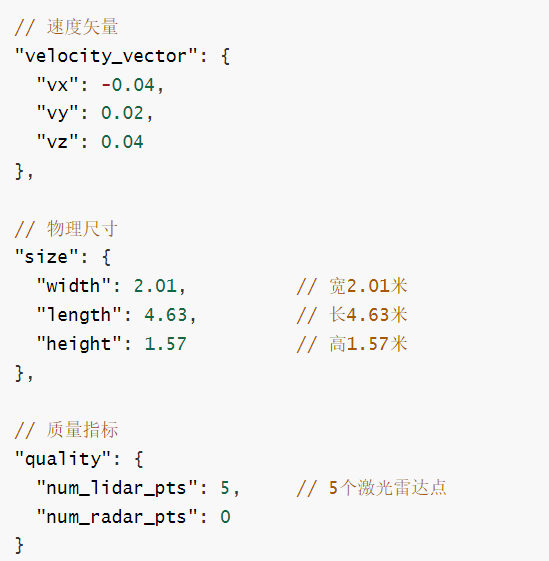 // 速度矢量
"velocity_vector": {
  "vx": -0.04,
  "vy": 0.02,
  "vz": 0.04
},

// 物理尺寸
"size": {
  "width": 2.01,          // 宽2.01米
  "length": 4.63,         // 长4.63米
  "height": 1.57          // 高1.57米
},

// 质量指标
"quality": {
  "num_lidar_pts": 5,     // 5个激光雷达点
  "num_radar_pts": 0
}